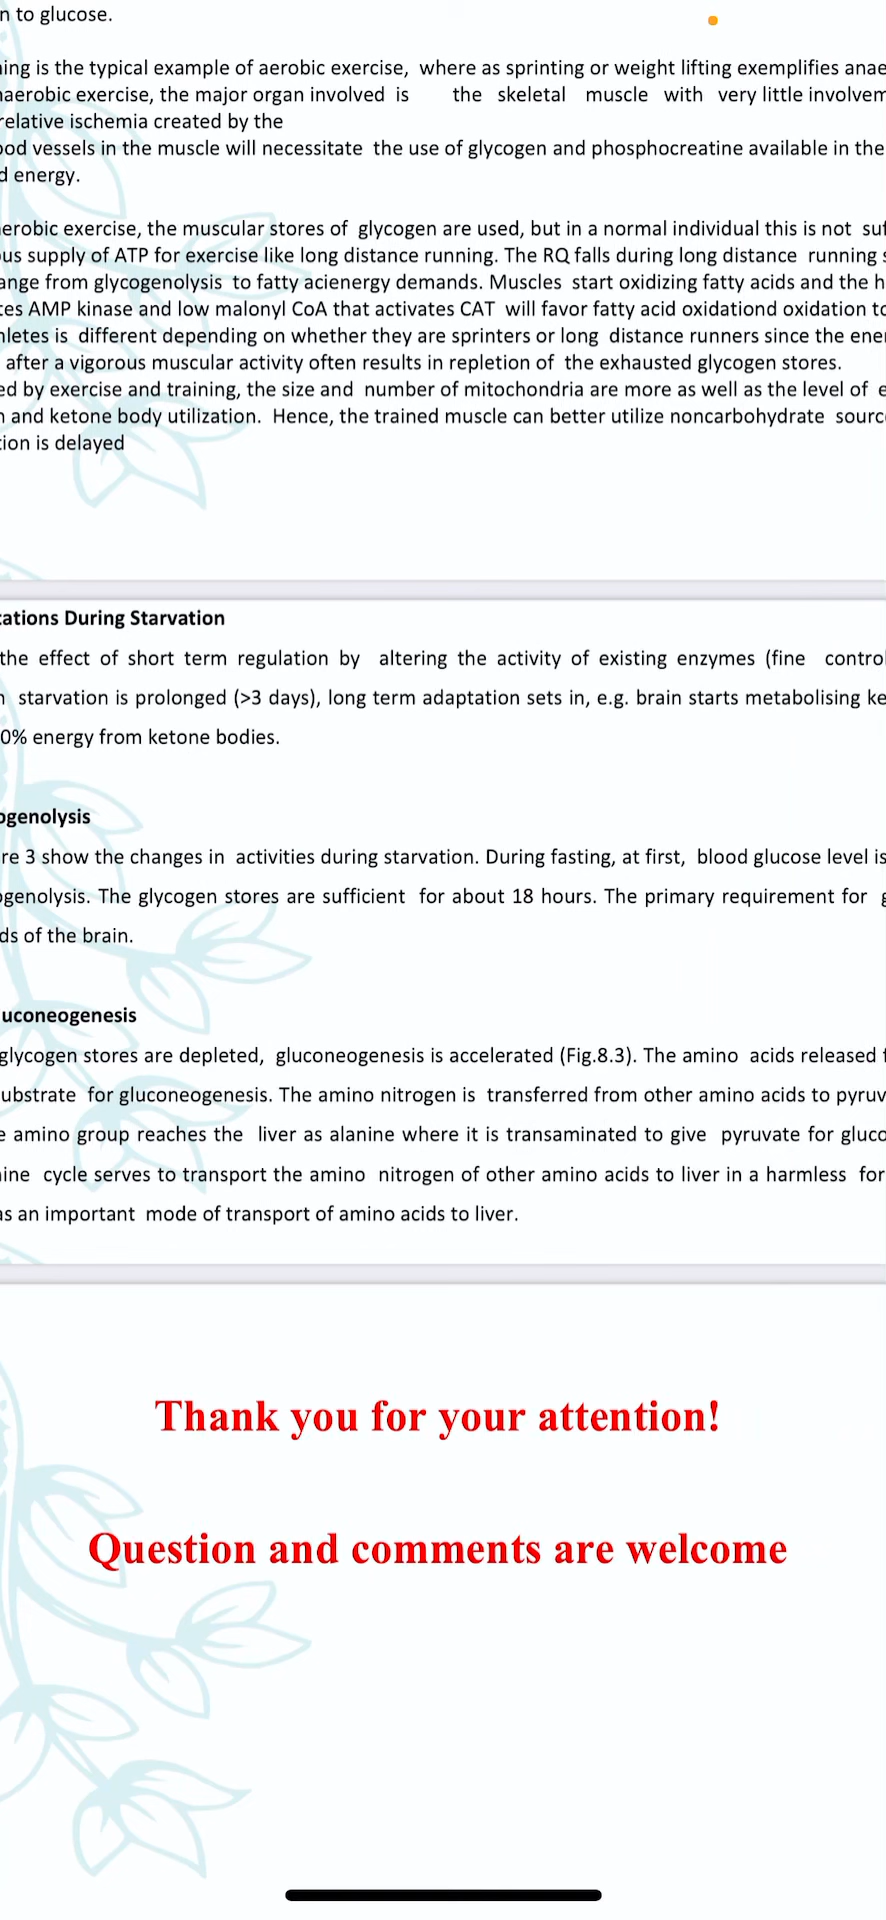 n to glucose.
ing is the typical example of aerobic exercise, where as sprinting or weight lifting exemplifies anae
aerobic exercise, the major organ involved is the skeletal muscle with very little involvem
relative ischemia created by the
od vessels in the muscle will necessitate the use of glycogen and phosphocreatine available in the
d energy.
erobic exercise, the muscular stores of glycogen are used, but in a normal individual this is not suf
us supply of ATP for exercise like long distance running. The RQ falls during long distance running s
ange from glycogenolysis to fatty acienergy demands. Muscles start oxidizing fatty acids and the h
es AMP kinase and low malonyl CoA that activates CAT will favor fatty acid oxidationd oxidation to
letes is different depending on whether they are sprinters or long distance runners since the ener
after a vigorous muscular activity often results in repletion of the exhausted glycogen stores.
ed by exercise and training, the size and number of mitochondria are more as well as the level of e
n and ketone body utilization. Hence, the trained muscle can better utilize noncarbohydrate sourc
tion is delayed
ations During Starvation
the effect of short term regulation by altering the activity of existing enzymes (fine control
n starvation is prolonged (>3 days), long term adaptation sets in, e.g. brain starts metabolising ke
0% energy from ketone bodies.
ogenolysis
re 3 show the changes in activities during starvation. During fasting, at first, blood glucose level is
ogenolysis. The glycogen stores are sufficient for about 18 hours. The primary requirement for g
ds of the brain.
uconeogenesis
glycogen stores are depleted, gluconeogenesis is accelerated (Fig.8.3). The amino acids released f
ubstrate for gluconeogenesis. The amino nitrogen is transferred from other amino acids to pyruv
e amino group reaches the liver as alanine where it is transaminated to give pyruvate for gluco
ine cycle serves to transport the amino nitrogen of other amino acids to liver in a harmless for
as an important mode of transport of amino acids to liver.
Thank you for your attention!
Question and comments are welcome